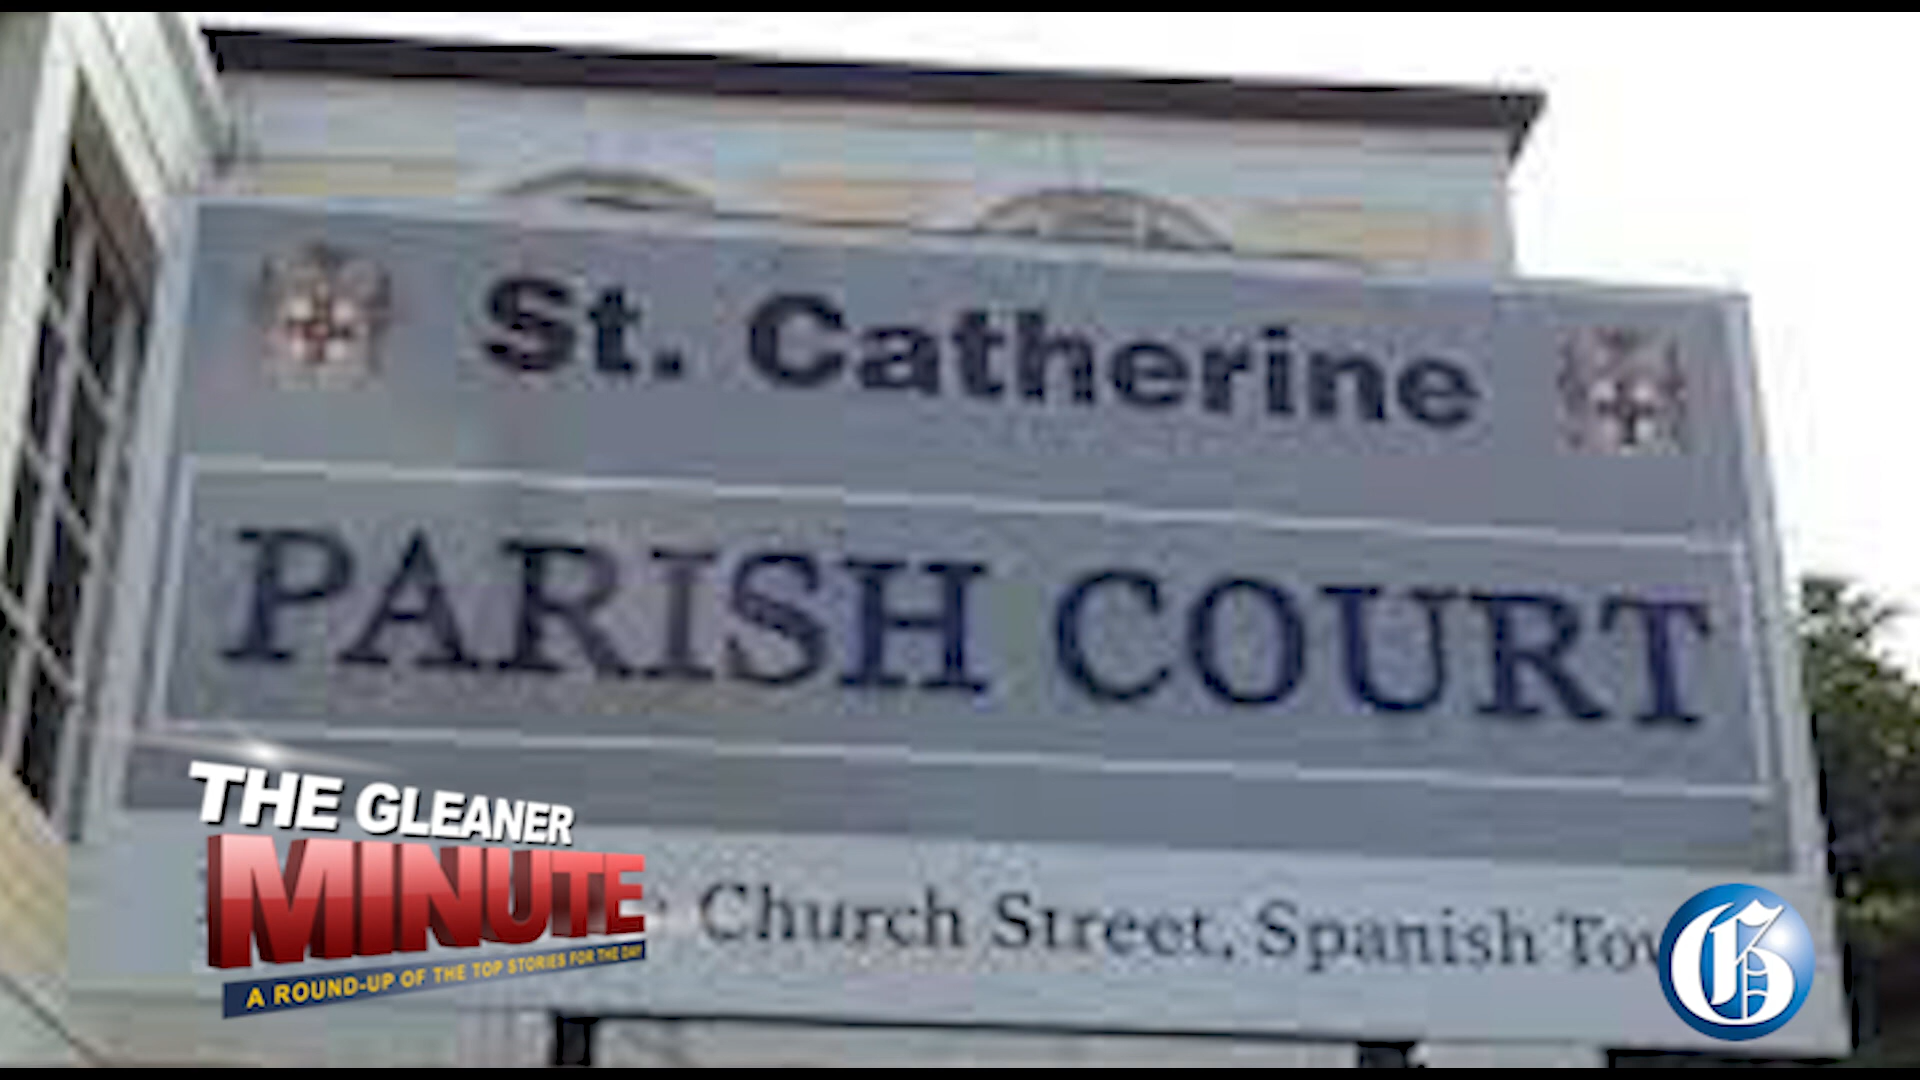 St. Catherine
PARISH COURT
Church Street, Spanish
THE GLEANER
MINUTE
A ROUND-UP OF THE TOP STORIES FOR THE DAY
G